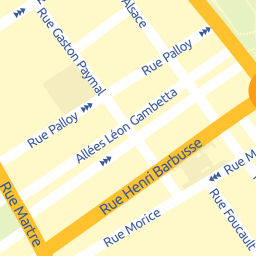 Rue Gaston Paymal
Alsace
Rue Palloy
Rue Palloy
Allées Léon Gambetta
Rue Henri Barbusse
Rue Martre
Rue Morice
Rue Foucault